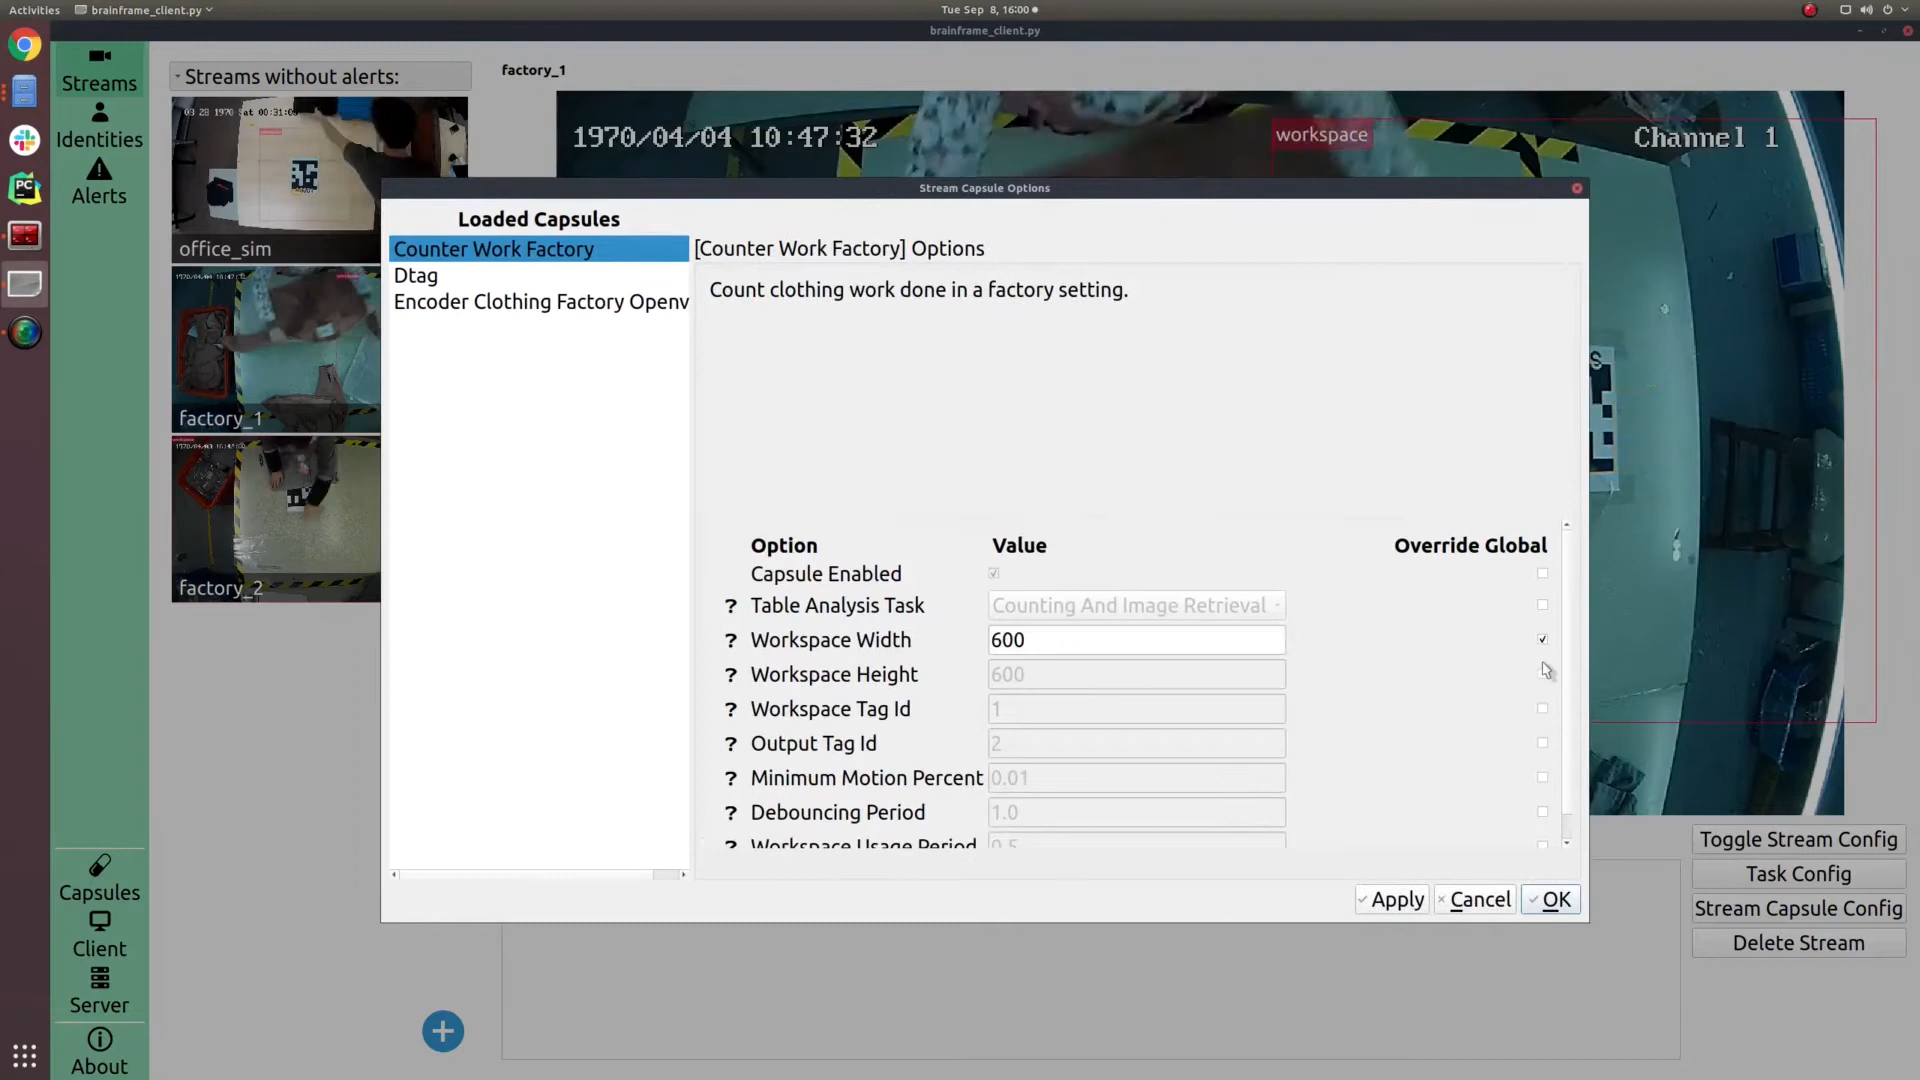 Activities
brainframe_client.py
Tue Sep 8, 16:00
brainframe_client.py
Streams
Identities
Alerts
Capsules
Client
Server
About
Streams without alerts:
office_sim
factory_1
factory_2
factory_1
1970/04/04 10:47:32
workspace
Channel 1
Stream Capsule Options
Loaded Capsules
Counter Work Factory
Dtag
Encoder Clothing Factory Openv
[Counter Work Factory] Options
Count clothing work done in a factory setting.
Option Value Override Global
Capsule Enabled
? Table Analysis Task Counting And Image Retrieval
? Workspace Width 600
? Workspace Height 600
? Workspace Tag Id 1
? Output Tag Id 2
? Minimum Motion Percent 0.01
? Debouncing Period 1.0
? Workspace Usage Period 0.5
Apply Cancel OK
Toggle Stream Config
Task Config
Stream Capsule Config
Delete Stream